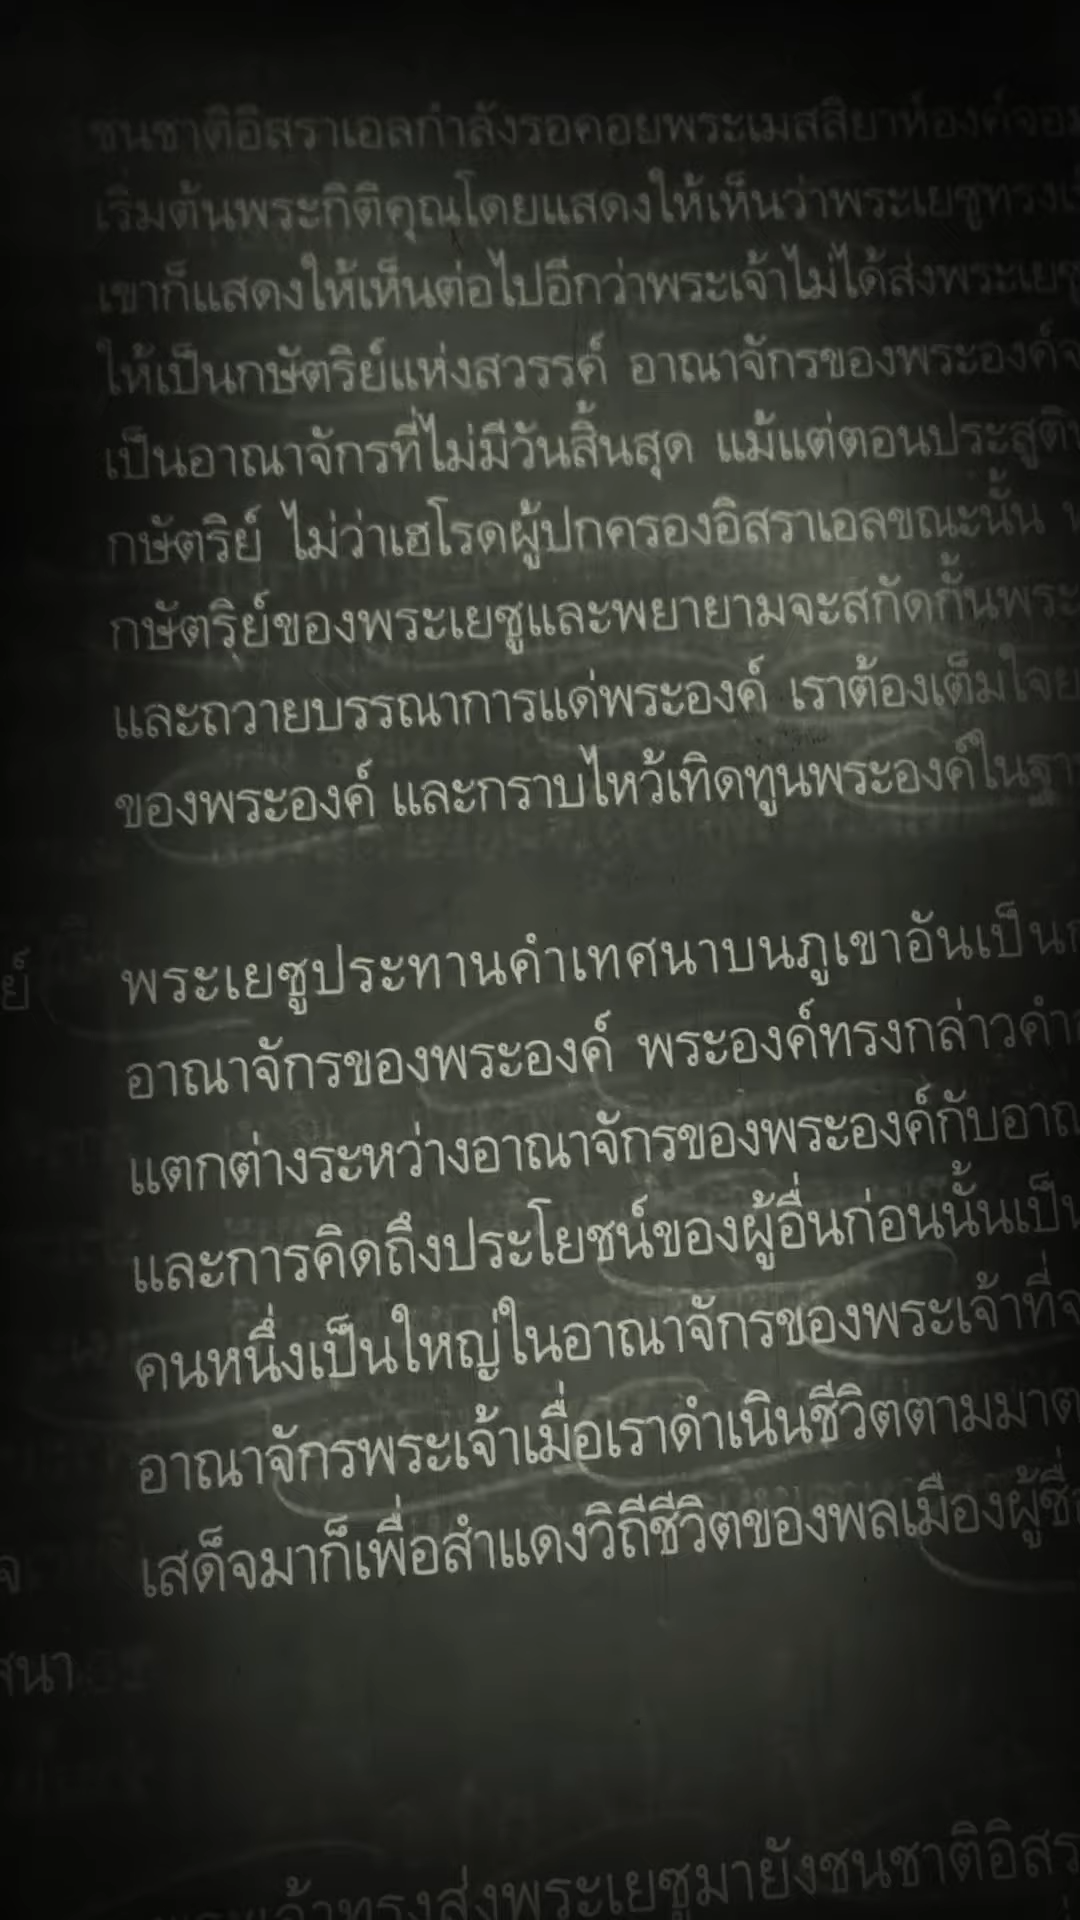 ชนชาติอิสราเอลกำลังรอคอยพระเมสสิยาห์องค์จอม
เริ่มต้นพระกิติคุณโดยแสดงให้เห็นว่าพระเยซูทรง
เขาก็แสดงให้เห็นต่อไปอีกว่าพระเจ้าไม่ได้ส่งพระเยซู
ให้เป็นกษัตริย์แห่งสวรรค์ อาณาจักรของพระองค์
เป็นอาณาจักรที่ไม่มีวันสิ้นสุด แม้แต่ตอนประสูติ
กษัตริย์ ไม่ว่าเฮโรดผู้ปกครองอิสราเอลขณะนั้น
กษัตริย์ของพระเยซูและพยายามจะสกัดกั้นพระ
และถวายบรรณาการแด่พระองค์ เราต้องเต็มใจย
ของพระองค์ และกราบไหว้เทิดทูนพระองค์ในฐา
ย์ พระเยซูประทานคำเทศนาบนภูเขาอันเป็น
อาณาจักรของพระองค์ พระองค์ทรงกล่าวคำ
แตกต่างระหว่างอาณาจักรของพระองค์กับอาณ
และการคิดถึงประโยชน์ของผู้อื่นก่อนนั้นเป็น
คนหนึ่งเป็นใหญ่ในอาณาจักรของพระเจ้าที่จ
อาณาจักรพระเจ้าเมื่อเราดำเนินชีวิตตามมาต
จ เสด็จมาก็เพื่อสำแดงวิถีชีวิตของพลเมืองผู้ซื่อ
สนา
พระเจ้าทรงส่งพระเยซูมายังชนชาติอิสร